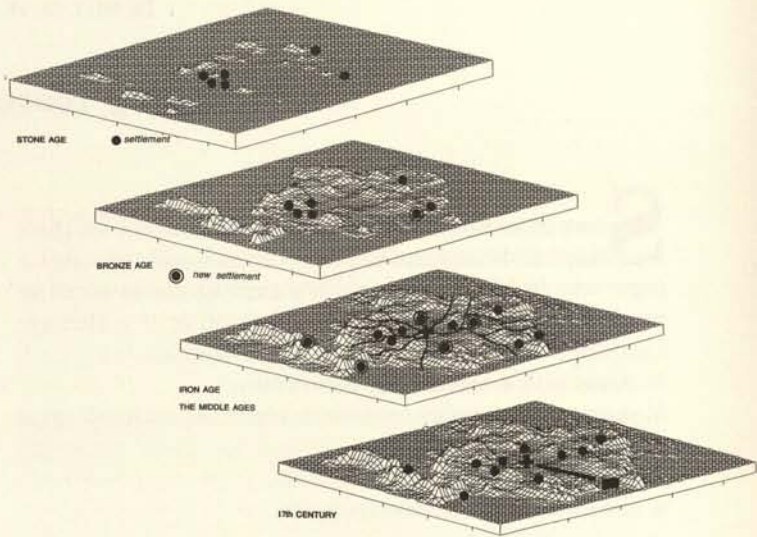 STONE AGE
settlement
BRONZE AGE
new settlement
IRON AGE
THE MIDDLE AGES
17th CENTURY